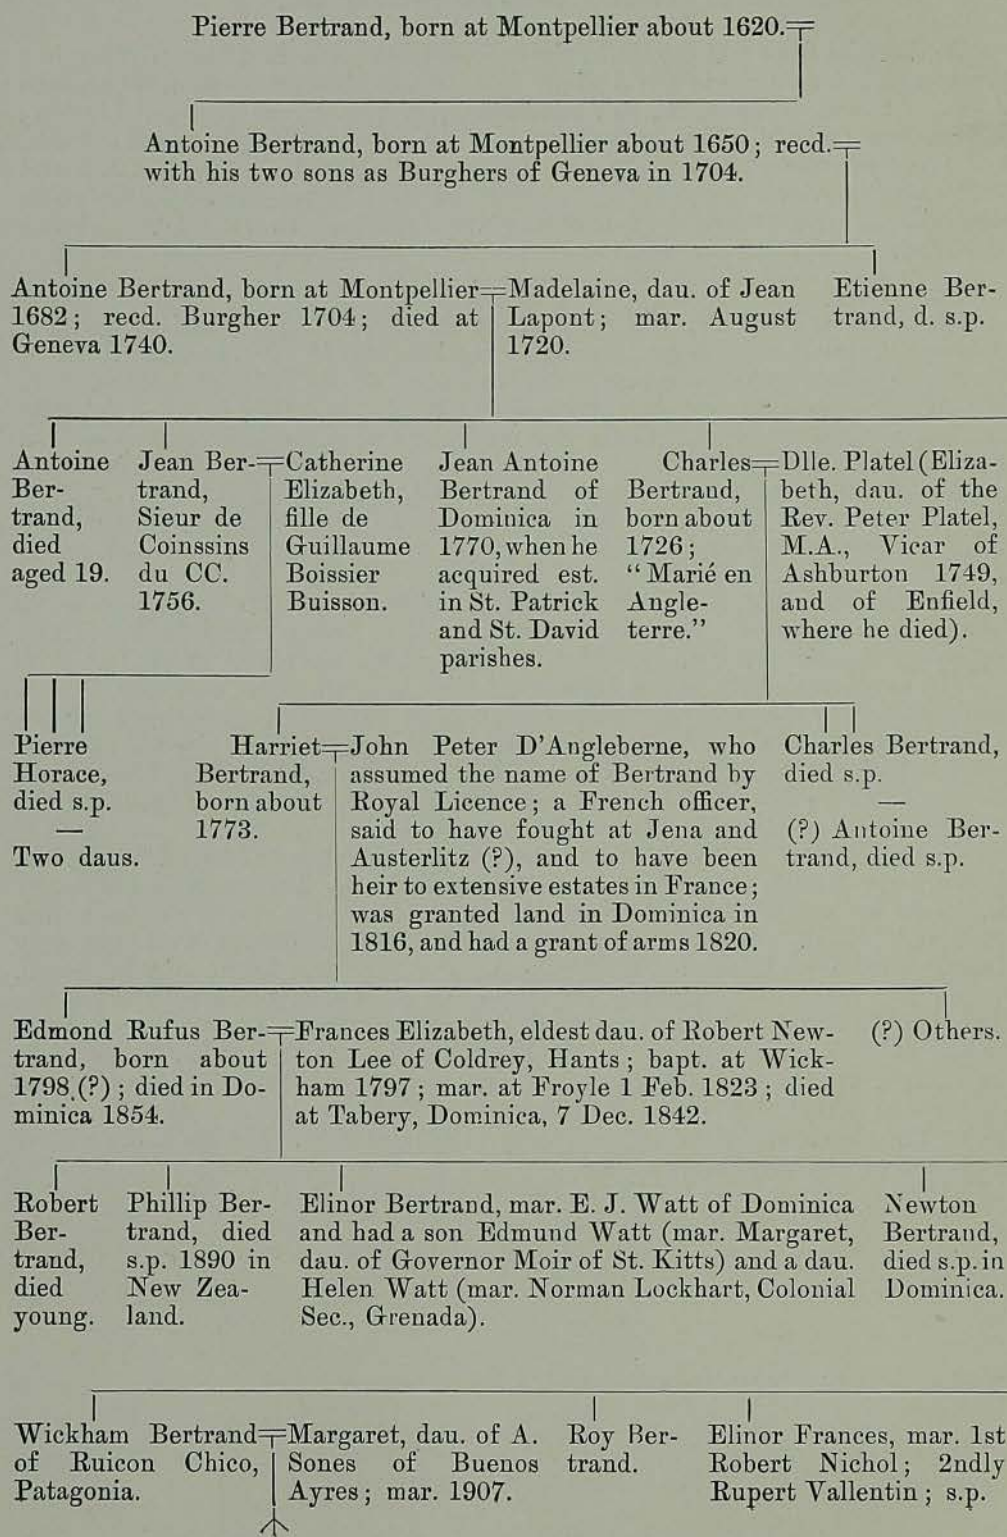 Pierre Bertrand, born at Montpellier about 1620.
Antoine Bertrand, born at Montpellier about 1650; recd.
with his two sons as Burghers of Geneva in 1704.
Antoine Bertrand, born at Montpellier
1682; recd. Burgher 1704; died at
Geneva 1740.
Madelaine, dau. of Jean
Lapont; mar. August
1720.
Etienne Ber-
trand, d. s.p.
Antoine
Ber-
trand,
died
aged 19.
Jean Ber-
trand,
Sieur de
Coinssins
du CC.
1756.
Catherine
Elizabeth,
fille de
Guillaume
Boissier
Buisson.
Jean Antoine
Bertrand of
Dominica in
1770, when he
acquired est.
in St. Patrick
and St. David
parishes.
Charles
Bertrand,
born about
1726;
“Marié en
Angle-
terre.”
Dlle. Platel (Eliza-
beth, dau. of the
Rev. Peter Platel,
M.A., Vicar of
Ashburton 1749,
and of Enfield,
where he died).
Pierre
Horace,
died s.p.
—
Two daus.
Harriet
Bertrand,
born about
1773.
John Peter D'Angleberne, who
assumed the name of Bertrand by
Royal Licence; a French officer,
said to have fought at Jena and
Austerlitz (?), and to have been
heir to extensive estates in France;
was granted land in Dominica in
1816, and had a grant of arms 1820.
Charles Bertrand,
died s.p.
—
(?) Antoine Ber-
trand, died s.p.
Edmond Rufus Ber-
trand, born about
1798 (?); died in Do-
minica 1854.
Frances Elizabeth, eldest dau. of Robert New-
ton Lee of Coldrey, Hants; bapt. at Wick-
ham 1797; mar. at Froyle 1 Feb. 1823; died
at Tabery, Dominica, 7 Dec. 1842.
(?) Others.
Robert
Ber-
trand,
died
young.
Phillip Ber-
trand, died
s.p. 1890 in
New Zea-
land.
Elinor Bertrand, mar. E. J. Watt of Dominica
and had a son Edmund Watt (mar. Margaret,
dau. of Governor Moir of St. Kitts) and a dau.
Helen Watt (mar. Norman Lockhart, Colonial
Sec., Grenada).
Newton
Bertrand,
died s.p. in
Dominica.
Wickham Bertrand
of Ruicon Chico,
Patagonia.
Margaret, dau. of A.
Sones of Buenos
Ayres; mar. 1907.
Roy Ber-
trand.
Elinor Frances, mar. 1st
Robert Nichol; 2ndly
Rupert Vallentin; s.p.